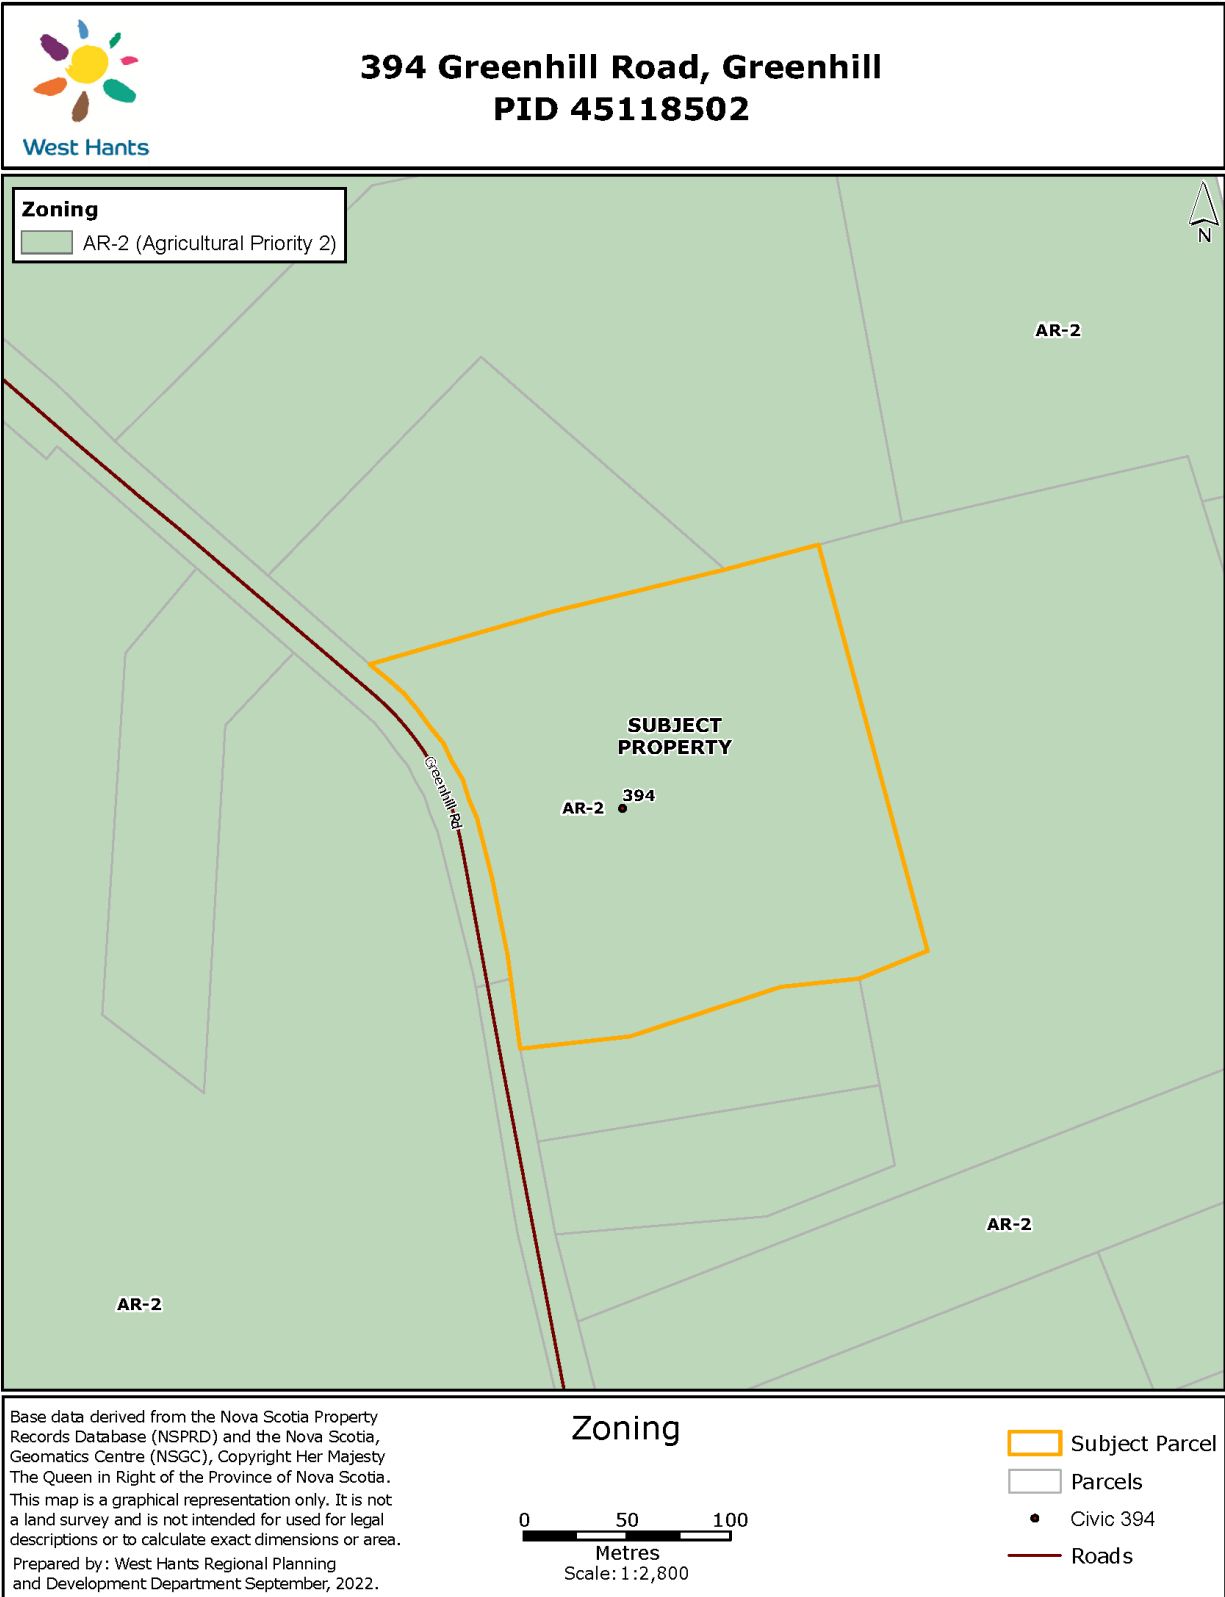 West Hants
394 Greenhill Road, Greenhill
PID 45118502
Zoning
AR-2 (Agricultural Priority 2)
N
AR-2
SUBJECT
PROPERTY
394
AR-2
Greenhill Rd
AR-2
AR-2
Base data derived from the Nova Scotia Property
Records Database (NSPRD) and the Nova Scotia,
Geomatics Centre (NSGC), Copyright Her Majesty
The Queen in Right of the Province of Nova Scotia.
This map is a graphical representation only. It is not
a land survey and is not intended for used for legal
descriptions or to calculate exact dimensions or area.
Prepared by: West Hants Regional Planning
and Development Department September, 2022.
Zoning
0 50 100
Metres
Scale: 1:2,800
Subject Parcel
Parcels
Civic 394
Roads